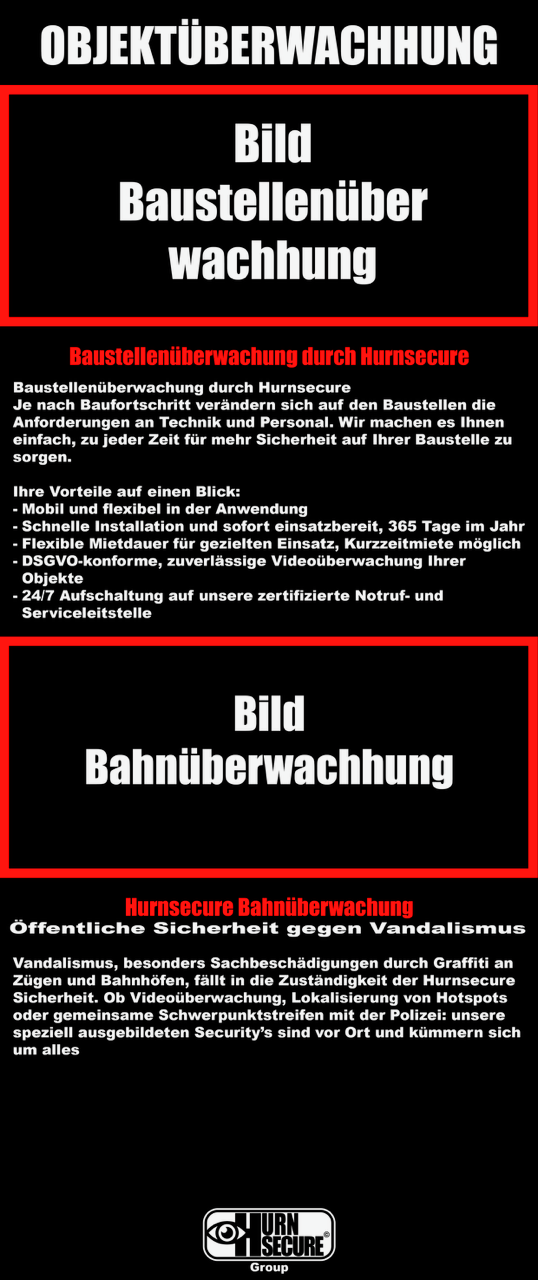 OBJEKTÜBERWACHHUNG
Bild
Baustellenüber
wachhung
Baustellenüberwachung durch Hurnsecure
Baustellenüberwachung durch Hurnsecure
Je nach Baufortschritt verändern sich auf den Baustellen die
Anforderungen an Technik und Personal. Wir machen es Ihnen
einfach, zu jeder Zeit für mehr Sicherheit auf Ihrer Baustelle zu
sorgen.
Ihre Vorteile auf einen Blick:
- Mobil und flexibel in der Anwendung
- Schnelle Installation und sofort einsatzbereit, 365 Tage im Jahr
- Flexible Mietdauer für gezielten Einsatz, Kurzzeitmiete möglich
- DSGVO-konforme, zuverlässige Videoüberwachung Ihrer
Objekte
- 24/7 Aufschaltung auf unsere zertifizierte Notruf- und
Serviceleitstelle
Bild
Bahnüberwachhung
Hurnsecure Bahnüberwachung
Öffentliche Sicherheit gegen Vandalismus
Vandalismus, besonders Sachbeschädigungen durch Graffiti an
Zügen und Bahnhöfen, fällt in die Zuständigkeit der Hurnsecure
Sicherheit. Ob Videoüberwachung, Lokalisierung von Hotspots
oder gemeinsame Schwerpunktstreifen mit der Polizei: unsere
speziell ausgebildeten Security's sind vor Ort und kümmern sich
um alles
HURN
SECURE©
Group